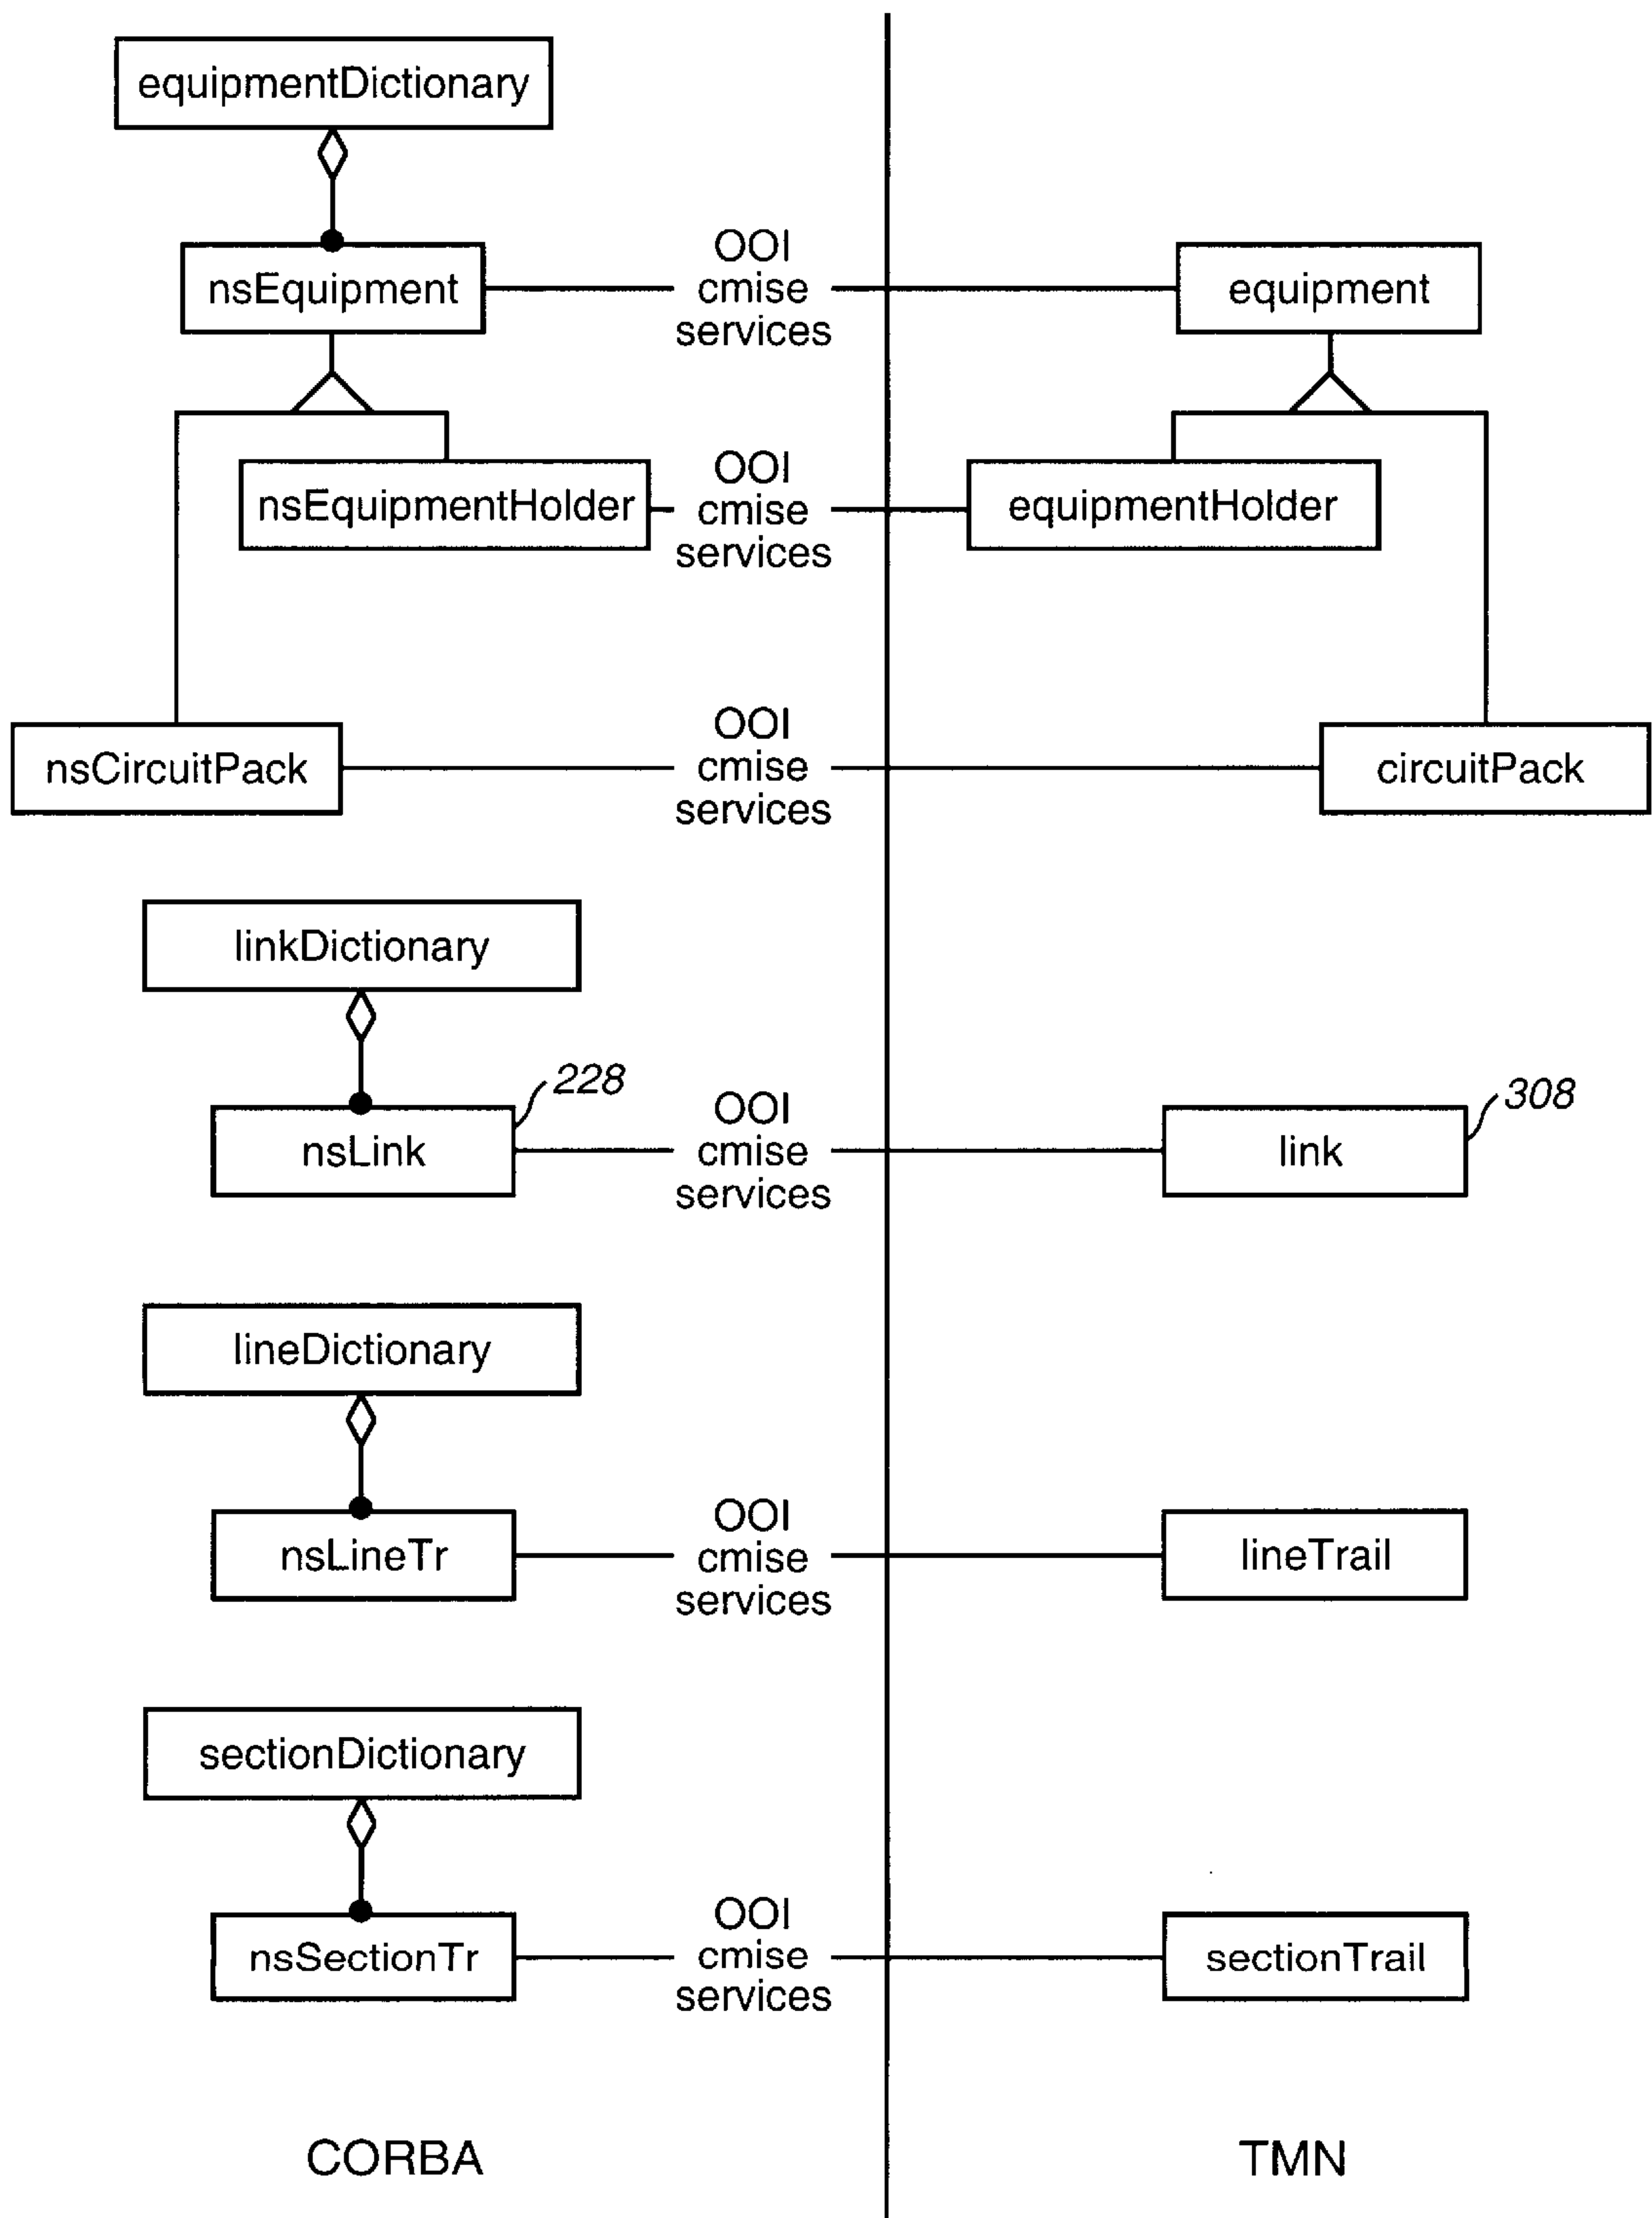 equipmentDictionary
nsEquipment
OOI
cmise
services
equipment
nsEquipmentHolder
OOI
cmise
services
equipmentHolder
nsCircuitPack
OOI
cmise
services
circuitPack
linkDictionary
228
nsLink
OOI
cmise
services
308
link
lineDictionary
nsLineTr
OOI
cmise
services
lineTrail
sectionDictionary
nsSectionTr
OOI
cmise
services
sectionTrail
CORBA
TMN